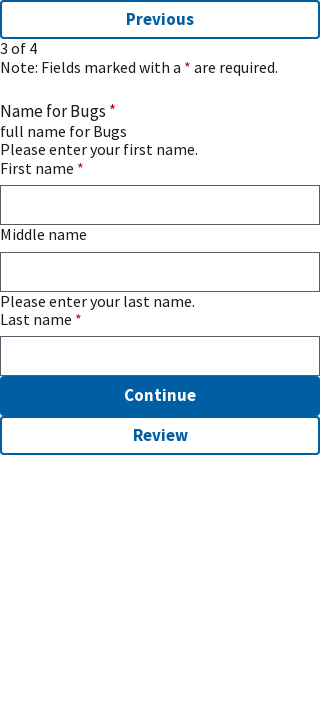 Previous
3 of 4
Note: Fields marked with a * are required.
Name for Bugs *
full name for Bugs
Please enter your first name.
First name *
Middle name
Please enter your last name.
Last name *
Continue
Review